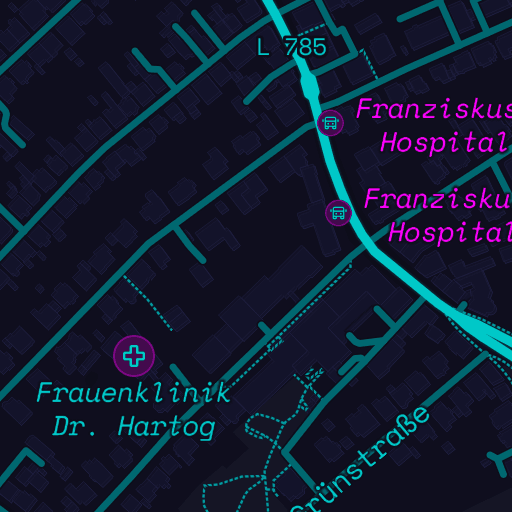 L 785
Franziskus
Hospital
Franzisku
Hospital
Frauenklinik
Dr. Hartog
Grünstraße